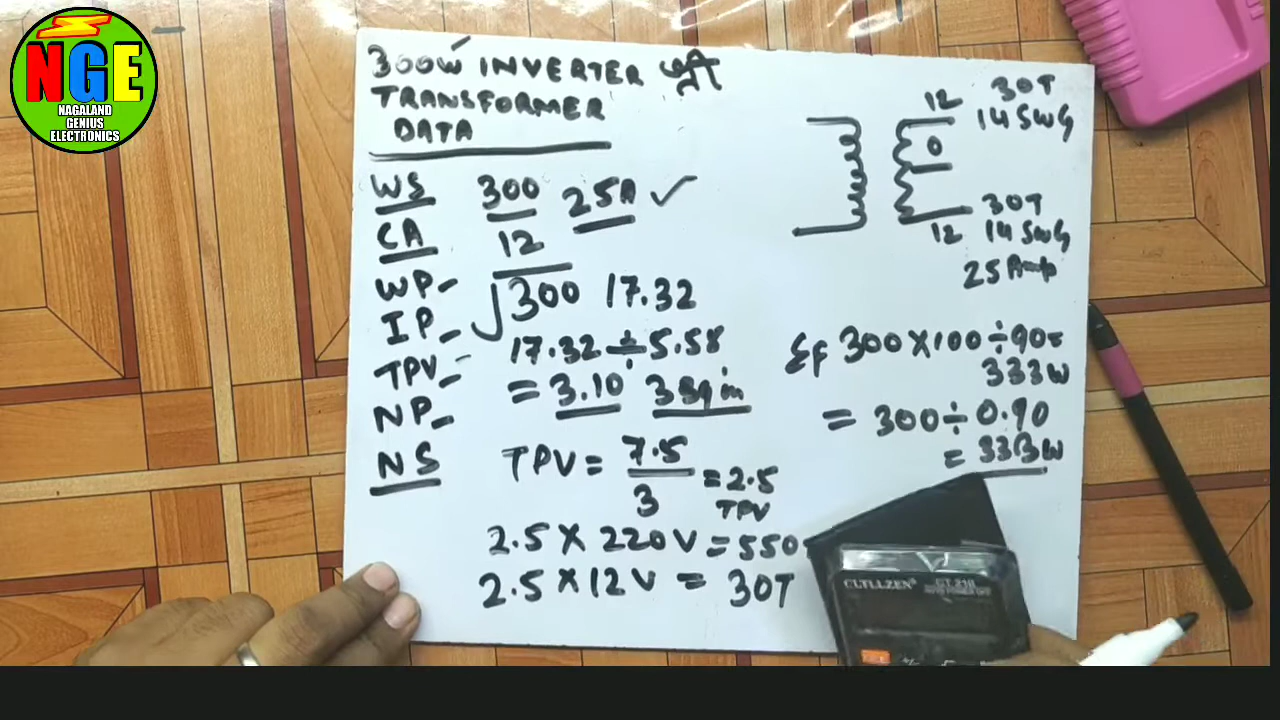 NGE
NAGALAND
GENIUS
ELECTRONICS
300W INVERTER की
TRANSFORMER
DATA
WS
CA
WP-
IP-
TPV-
NP-
NS
300
12
25A ✓
√300 17.32
17.32 ÷ 5.58
= 3.10 3 Sq in
TPV = 7.5
3
= 2.5
TPV
2.5 X 220V = 550
2.5 X 12V = 30T
12
0
12
30T
14 SWG
30T
14 SWG
25 Amp
Ef 300 X 100 ÷ 90=
333W
= 300 ÷ 0.90
= 333W
CLTLLZEN